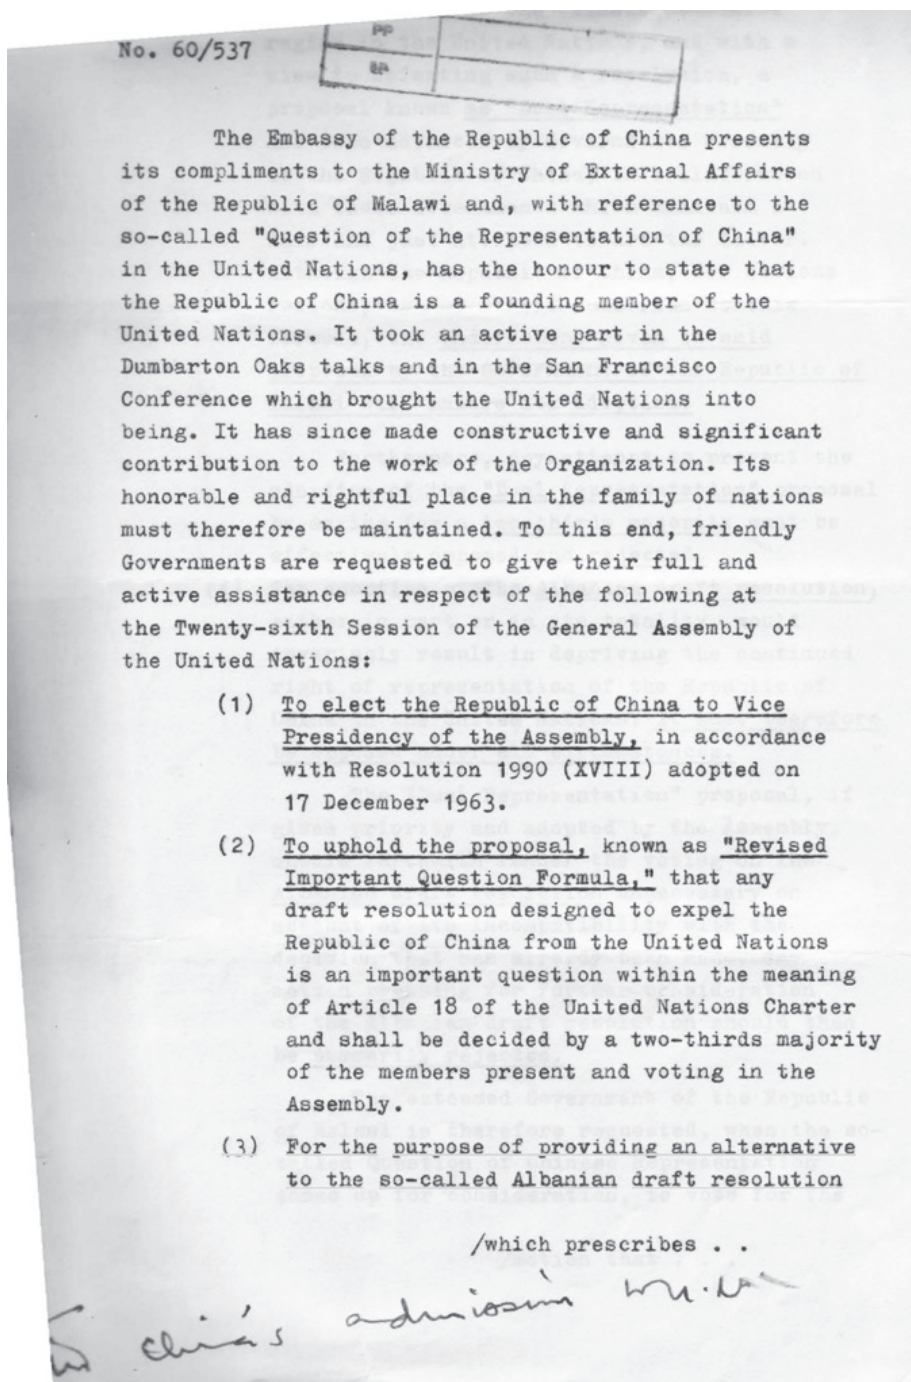 No. 60/537
PP
The Embassy of the Republic of China presents
its compliments to the Ministry of External Affairs
of the Republic of Malawi and, with reference to the
so-called "Question of the Representation of China"
in the United Nations, has the honour to state that
the Republic of China is a founding member of the
United Nations. It took an active part in the
Dumbarton Oaks talks and in the San Francisco
Conference which brought the United Nations into
being. It has since made constructive and significant
contribution to the work of the Organization. Its
honorable and rightful place in the family of nations
must therefore be maintained. To this end, friendly
Governments are requested to give their full and
active assistance in respect of the following at
the Twenty-sixth Session of the General Assembly of
the United Nations:
(1) To elect the Republic of China to Vice
Presidency of the Assembly, in accordance
with Resolution 1990 (XVIII) adopted on
17 December 1963.
(2) To uphold the proposal, known as "Revised
Important Question Formula," that any
draft resolution designed to expel the
Republic of China from the United Nations
is an important question within the meaning
of Article 18 of the United Nations Charter
and shall be decided by a two-thirds majority
of the members present and voting in the
Assembly.
(3) For the purpose of providing an alternative
to the so-called Albanian draft resolution
/which prescribes . .
China's admission